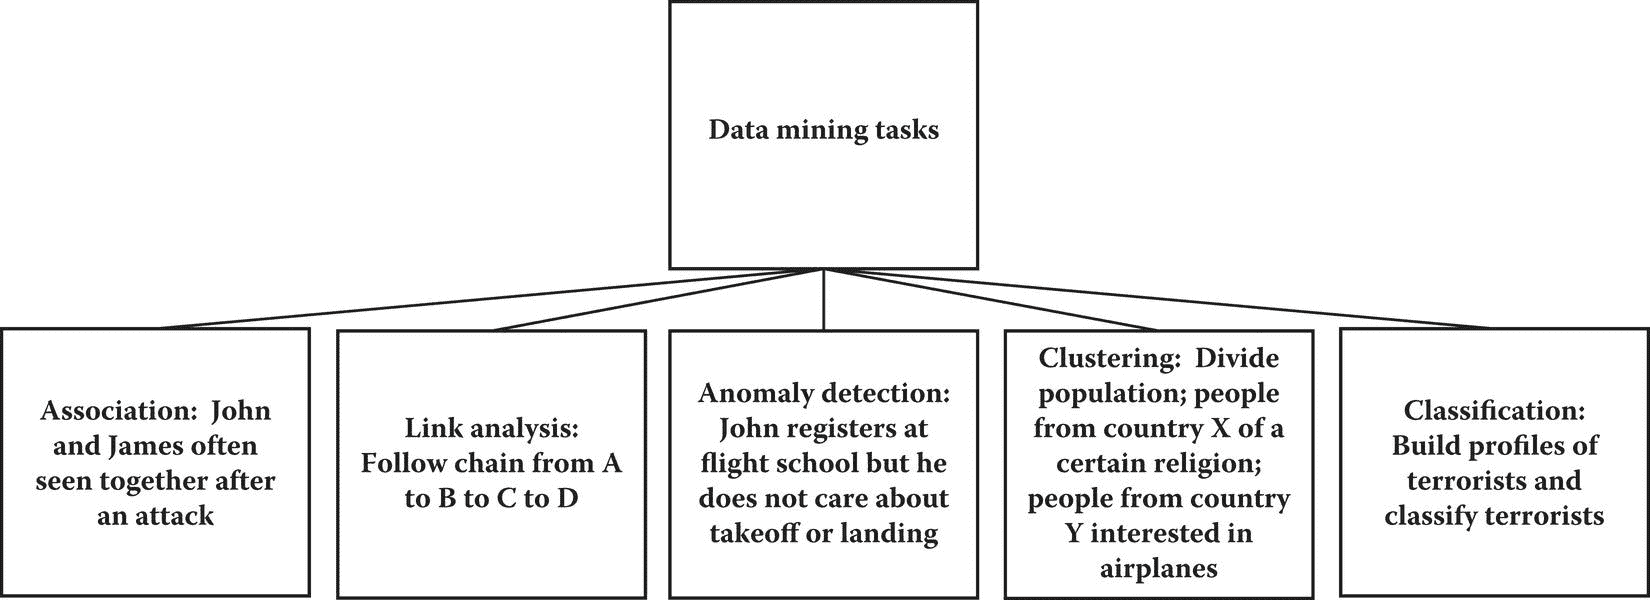 Data mining tasks
Association:  John
and James often
seen together after
an attack
Link analysis:
Follow chain from A
to B to C to D
Anomaly detection:
John registers at
flight school but he
does not care about
takeoff or landing
Clustering:  Divide
population; people
from country X of a
certain religion;
people from country
Y interested in
airplanes
Classification:
Build profiles of
terrorists and
classify terrorists